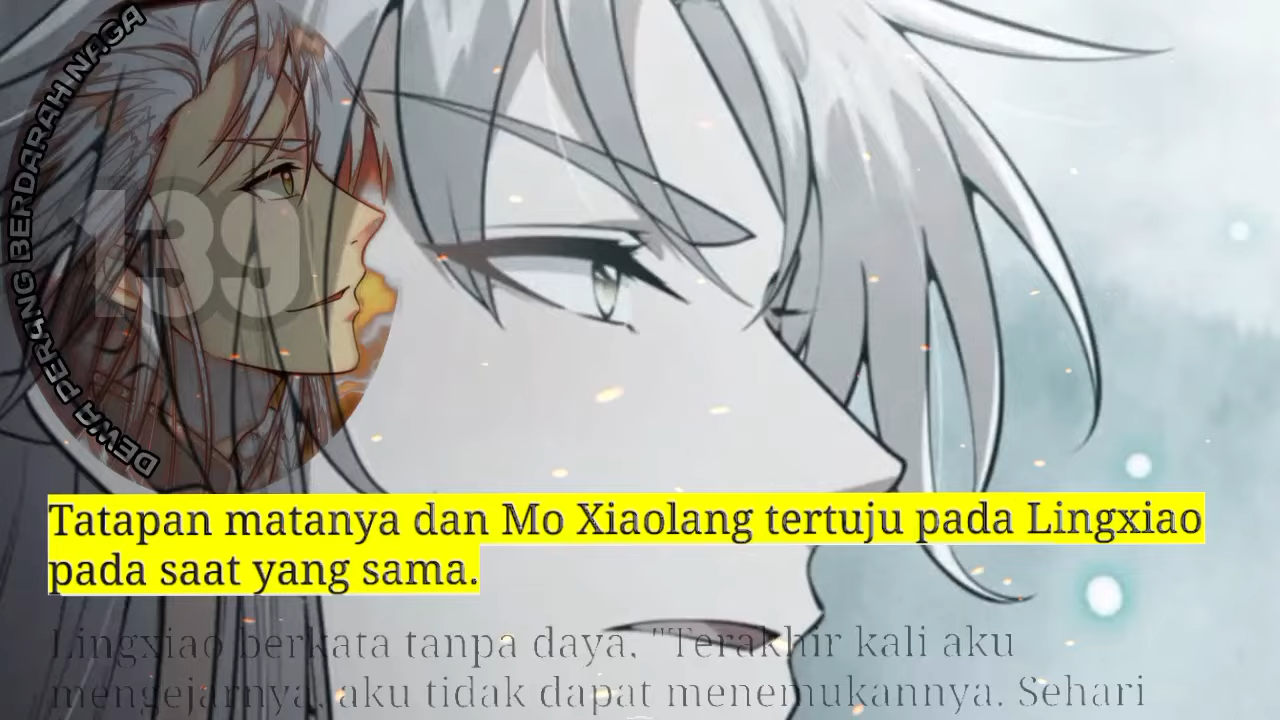 DEWA PERANG BERDARAH NAGA
139
Tatapan matanya dan Mo Xiaolang tertuju pada Lingxiao
pada saat yang sama.
Lingxiao berkata tanpa daya, "Terakhir kali aku
mengejarnya, aku tidak dapat menemukannya. Sehari